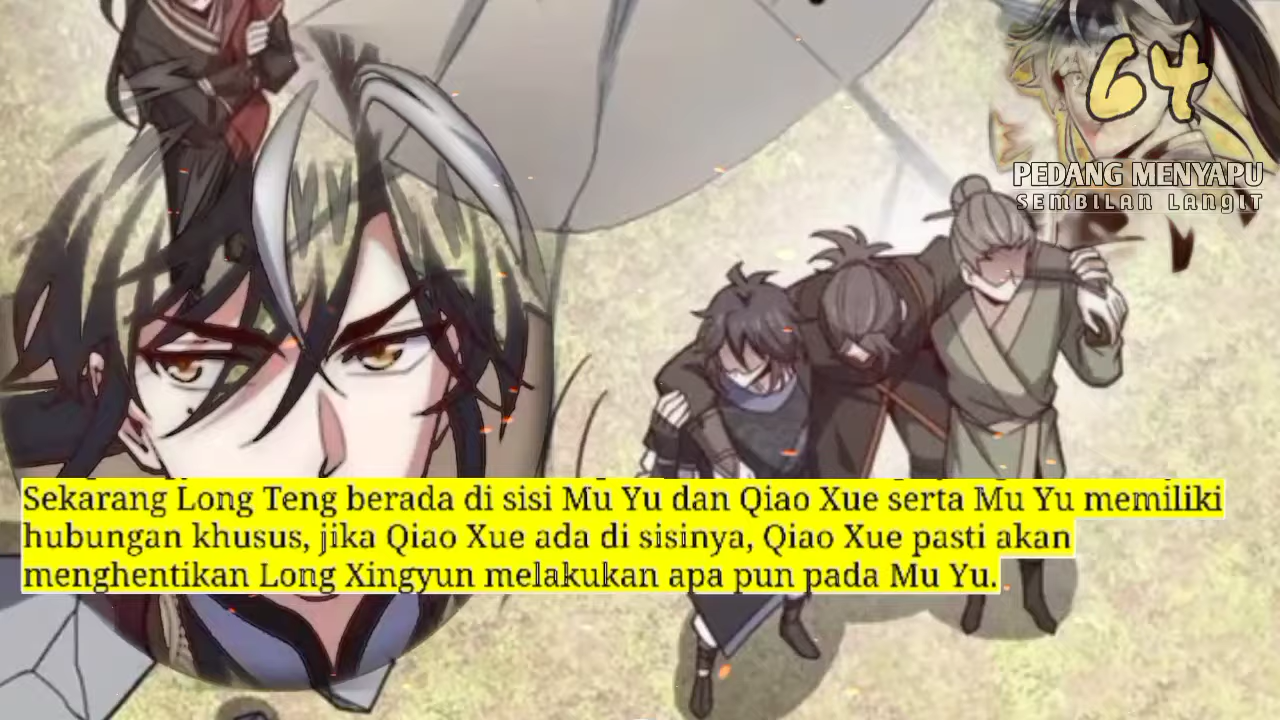 64
PEDANG MENYAPU
SEMBILAN LANGIT
Sekarang Long Teng berada di sisi Mu Yu dan Qiao Xue serta Mu Yu memiliki
hubungan khusus, jika Qiao Xue ada di sisinya, Qiao Xue pasti akan
menghentikan Long Xingyun melakukan apa pun pada Mu Yu.